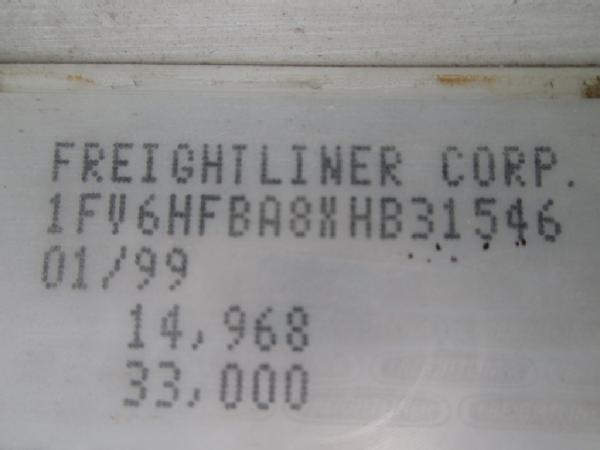 FREIGHTLINER CORP.
1FV6HFBA8XHB31546
01/99
14,968
33,000